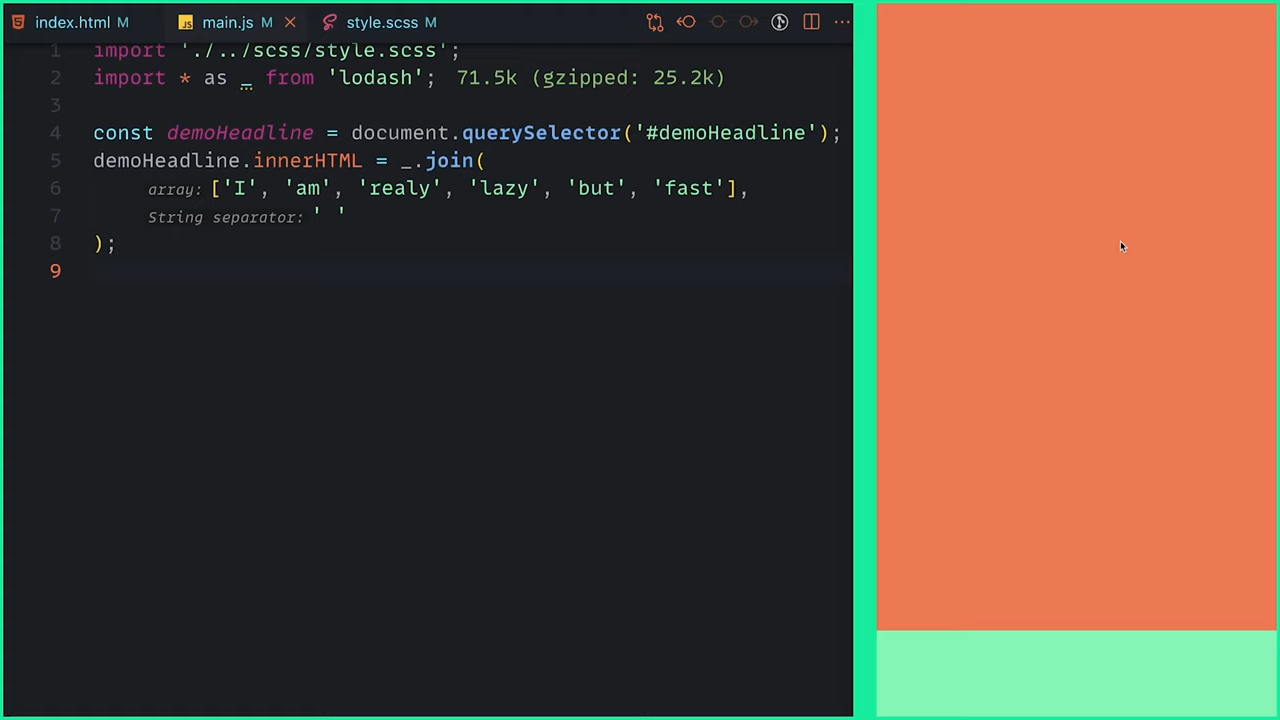 index.html M main.js M style.scss M
1 import './../scss/style.scss';
2 import * as _ from 'lodash'; 71.5k (gzipped: 25.2k)
3
4 const demoHeadline = document.querySelector('#demoHeadline');
5 demoHeadline.innerHTML = _.join(
6 array: ['I', 'am', 'realy', 'lazy', 'but', 'fast'],
7 String separator: ' '
8 );
9